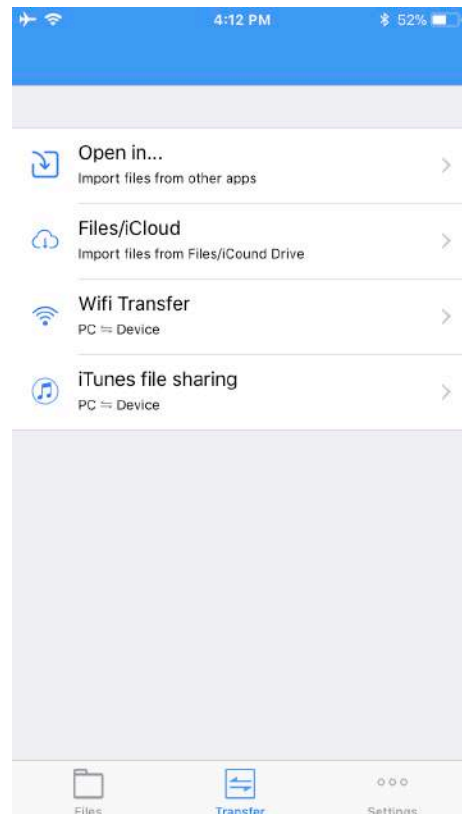 4:12 PM 52%
Open in...
Import files from other apps
Files/iCloud
Import files from Files/iCound Drive
Wifi Transfer
PC ⇋ Device
iTunes file sharing
PC ⇋ Device
Files Transfer Settings